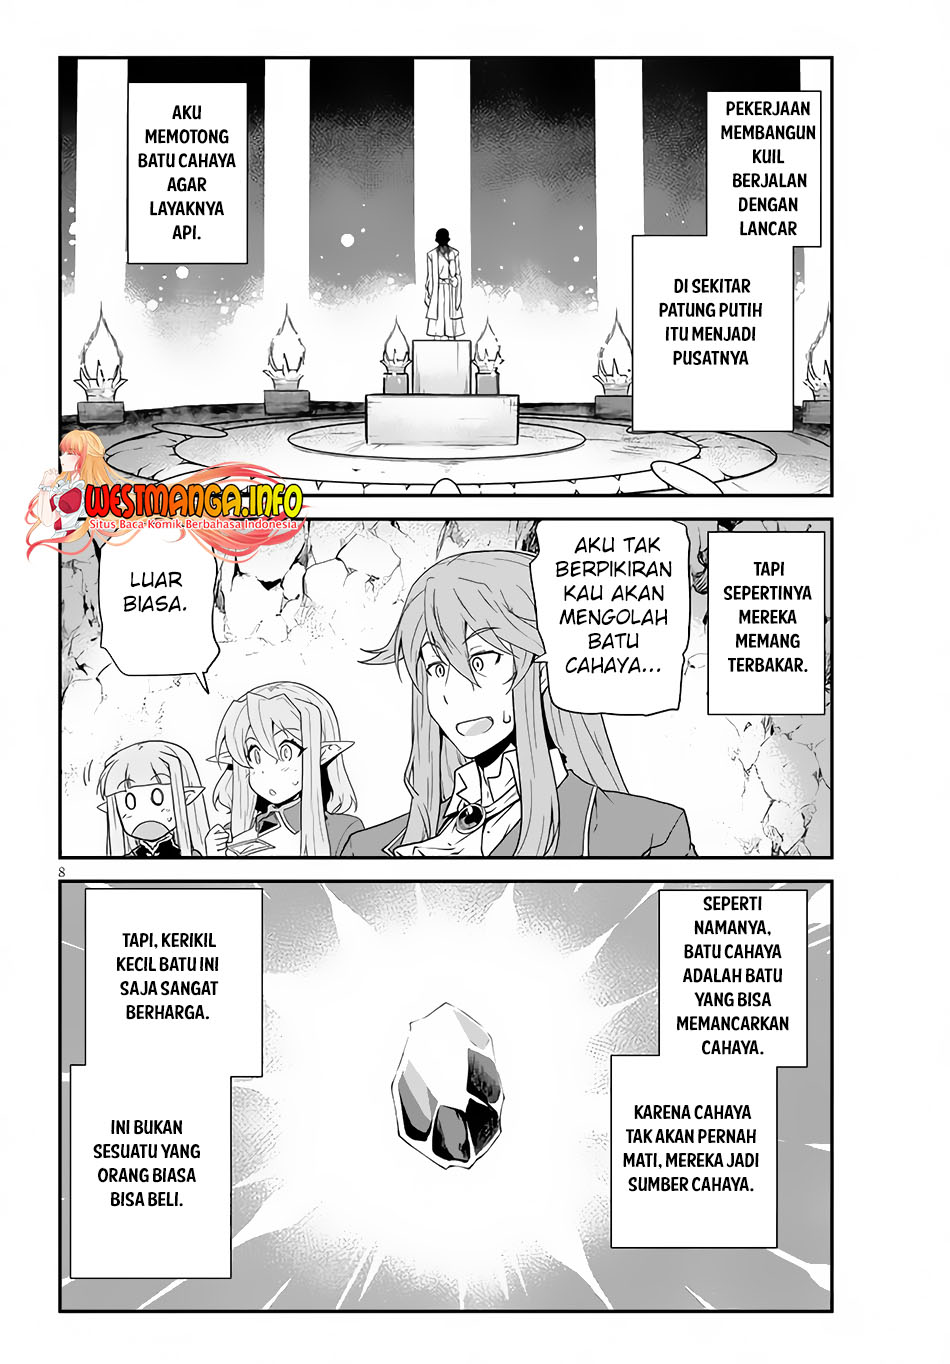 PEKERJAAN
MEMBANGUN
KUIL
BERJALAN
DENGAN
LANCAR
DI SEKITAR
PATUNG PUTIH
ITU MENJADI
PUSATNYA
AKU
MEMOTONG
BATU CAHAYA
AGAR
LAYAKNYA
API.
WESTMANGA.INFO
Situs Baca Komik Berbahasa Indonesia
TAPI
SEPERTINYA
MEREKA
MEMANG
TERBAKAR.
AKU TAK
BERPIKIRAN
KAU AKAN
MENGOLAH
BATU
CAHAYA...
LUAR
BIASA.
8
SEPERTI
NAMANYA,
BATU CAHAYA
ADALAH BATU
YANG BISA
MEMANCARKAN
CAHAYA.
KARENA CAHAYA
TAK AKAN PERNAH
MATI, MEREKA JADI
SUMBER CAHAYA.
TAPI, KERIKIL
KECIL BATU INI
SAJA SANGAT
BERHARGA.
INI BUKAN
SESUATU YANG
ORANG BIASA
BISA BELI.